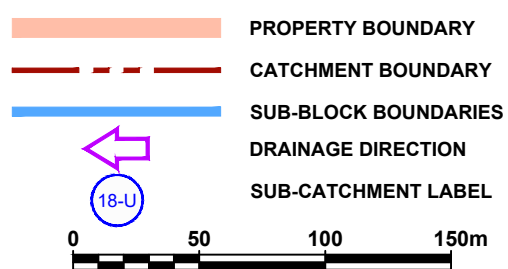 PROPERTY BOUNDARY
CATCHMENT BOUNDARY
SUB-BLOCK BOUNDARIES
DRAINAGE DIRECTION
18-U SUB-CATCHMENT LABEL
0 50 100 150m